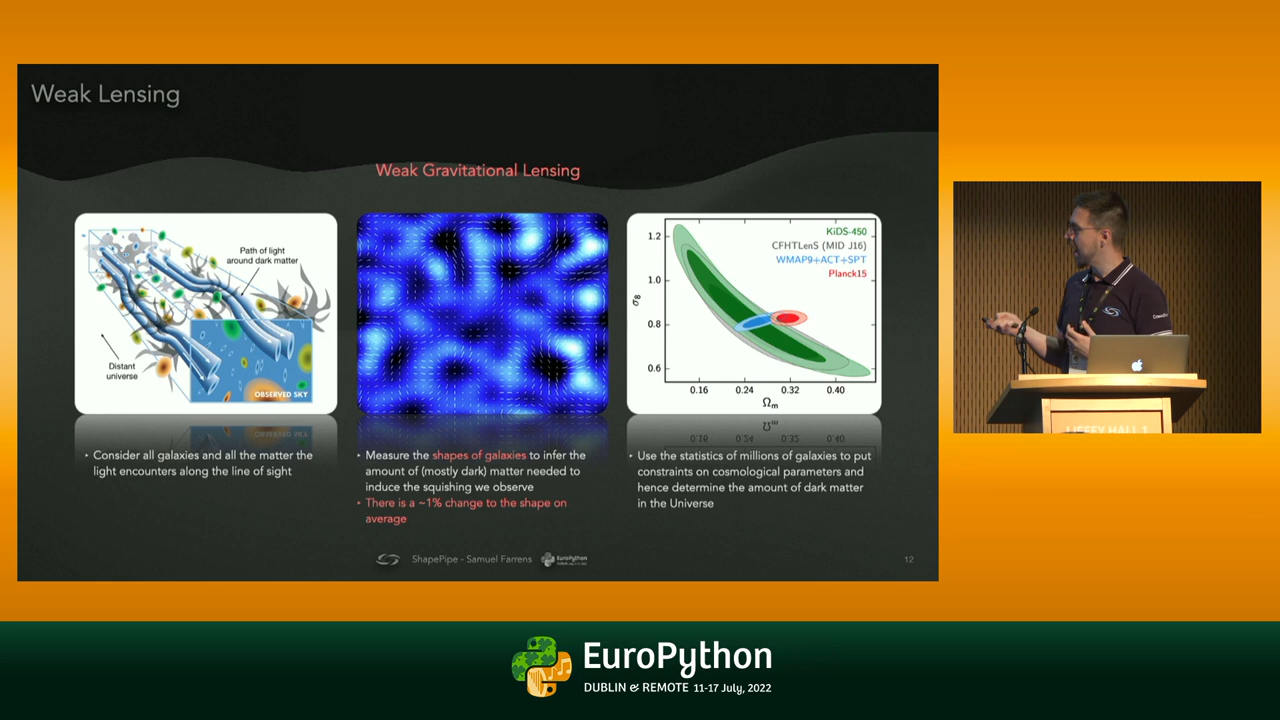 Weak Lensing
Weak Gravitational Lensing
Path of light
around dark matter
Distant
universe
OBSERVED SKY
KiDS-450
CFHTLenS (MID J16)
WMAP9+ACT+SPT
Planck15
1.2
1.0
0.8
0.6
σ8
0.16 0.24 0.32 0.40
Ωm
‣ Consider all galaxies and all the matter the
light encounters along the line of sight
‣ Measure the shapes of galaxies to infer the
amount of (mostly dark) matter needed to
induce the squishing we observe
‣ There is a ~1% change to the shape on
average
‣ Use the statistics of millions of galaxies to put
constraints on cosmological parameters and
hence determine the amount of dark matter
in the Universe
ShapePipe - Samuel Farrens
EuroPython
12
LIFFEY HALL 1
EuroPython
DUBLIN & REMOTE 11-17 July, 2022